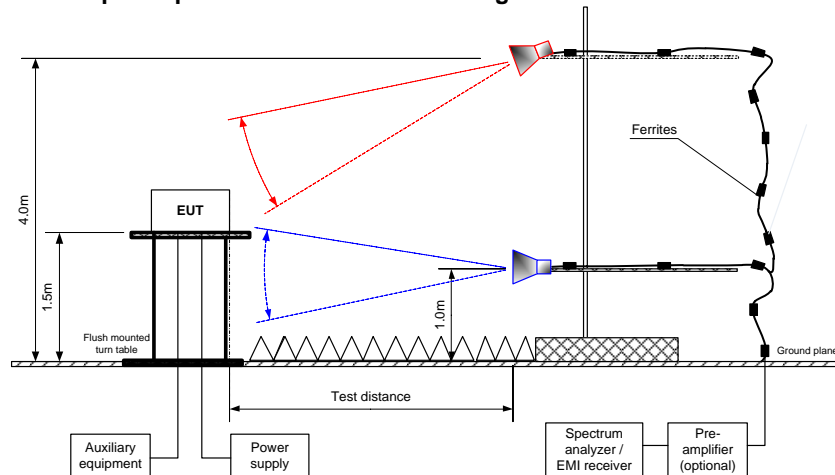 4.0m
Ferrites
EUT
1.5m
1.0m
Flush mounted
turn table
Ground plane
Test distance
Auxiliary
equipment
Power
supply
Spectrum
analyzer /
EMI receiver
Pre-
amplifier
(optional)